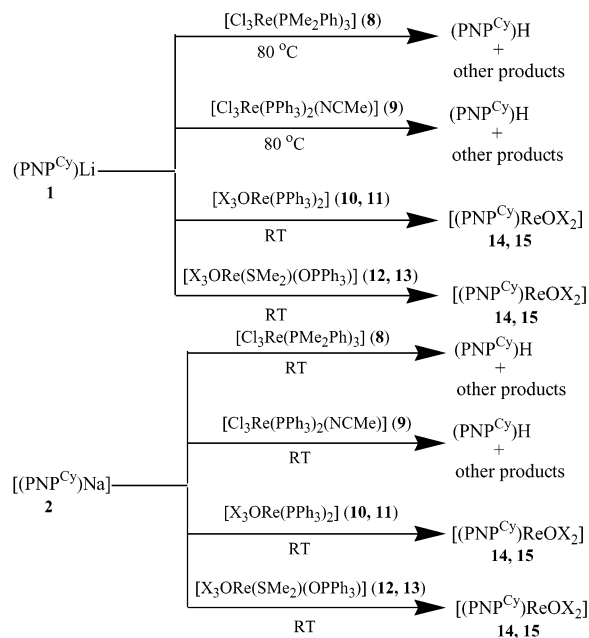 [Cl₃Re(PMe₂Ph)₃] (8)
80 °C
(PNPᶜʸ)H
+
other products
[Cl₃Re(PPh₃)₂(NCMe)] (9)
80 °C
(PNPᶜʸ)H
+
other products
(PNPᶜʸ)Li
1
[X₃ORe(PPh₃)₂] (10, 11)
RT
[(PNPᶜʸ)ReOX₂]
14, 15
[X₃ORe(SMe₂)(OPPh₃)] (12, 13)
RT
[(PNPᶜʸ)ReOX₂]
14, 15
[Cl₃Re(PMe₂Ph)₃] (8)
RT
(PNPᶜʸ)H
+
other products
[Cl₃Re(PPh₃)₂(NCMe)] (9)
RT
(PNPᶜʸ)H
+
other products
[(PNPᶜʸ)Na]
2
[X₃ORe(PPh₃)₂] (10, 11)
RT
[(PNPᶜʸ)ReOX₂]
14, 15
[X₃ORe(SMe₂)(OPPh₃)] (12, 13)
RT
[(PNPᶜʸ)ReOX₂]
14, 15